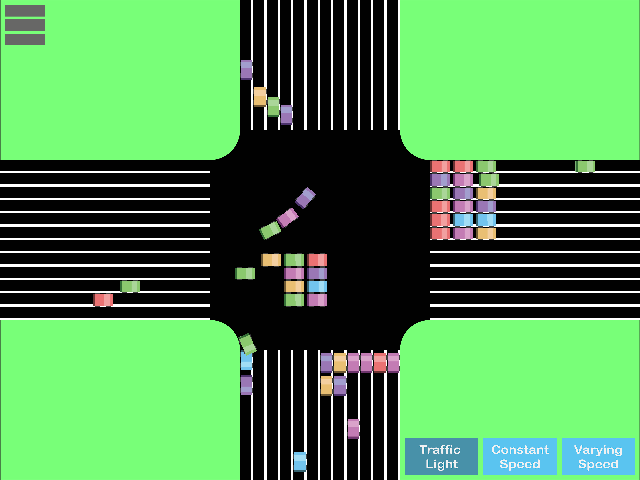 Traffic
Light
Constant
Speed
Varying
Speed